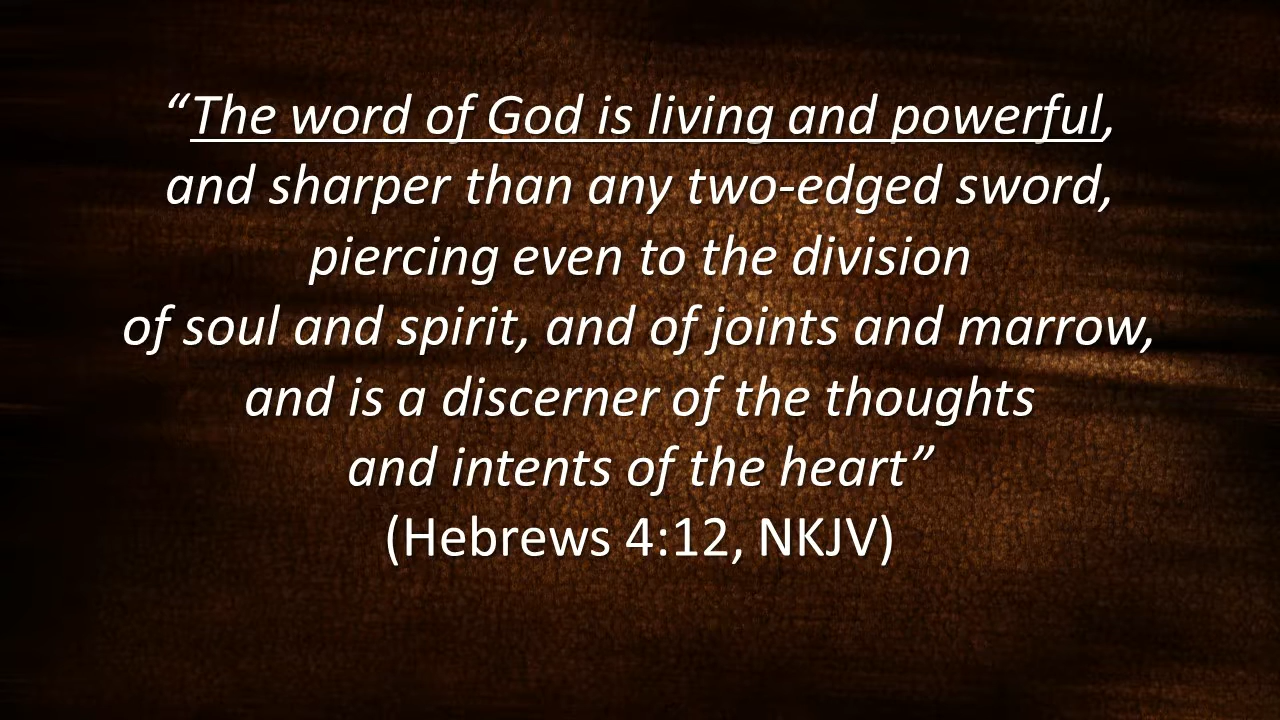 “The word of God is living and powerful,
and sharper than any two-edged sword,
piercing even to the division
of soul and spirit, and of joints and marrow,
and is a discerner of the thoughts
and intents of the heart”
(Hebrews 4:12, NKJV)